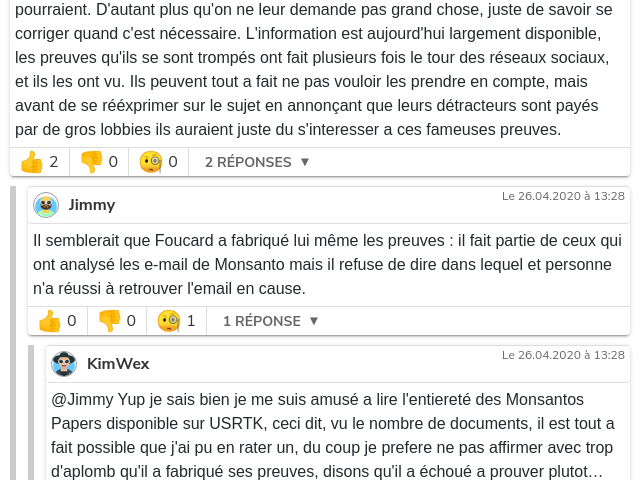 pourraient. D'autant plus qu'on ne leur demande pas grand chose, juste de savoir se
corriger quand c'est nécessaire. L'information est aujourd'hui largement disponible,
les preuves qu'ils se sont trompés ont fait plusieurs fois le tour des réseaux sociaux,
et ils les ont vu. Ils peuvent tout a fait ne pas vouloir les prendre en compte, mais
avant de se rééxprimer sur le sujet en annonçant que leurs détracteurs sont payés
par de gros lobbies ils auraient juste du s'interesser a ces fameuses preuves.
2 0 0 2 RÉPONSES ▼
Jimmy Le 26.04.2020 à 13:28
Il semblerait que Foucard a fabriqué lui même les preuves : il fait partie de ceux qui
ont analysé les e-mail de Monsanto mais il refuse de dire dans lequel et personne
n'a réussi à retrouver l'email en cause.
0 0 1 1 RÉPONSE ▼
KimWex Le 26.04.2020 à 13:28
@Jimmy Yup je sais bien je me suis amusé a lire l'entiereté des Monsantos
Papers disponible sur USRTK, ceci dit, vu le nombre de documents, il est tout a
fait possible que j'ai pu en rater un, du coup je prefere ne pas affirmer avec trop
d'aplomb qu'il a fabriqué ses preuves, disons qu'il a échoué a prouver plutot…